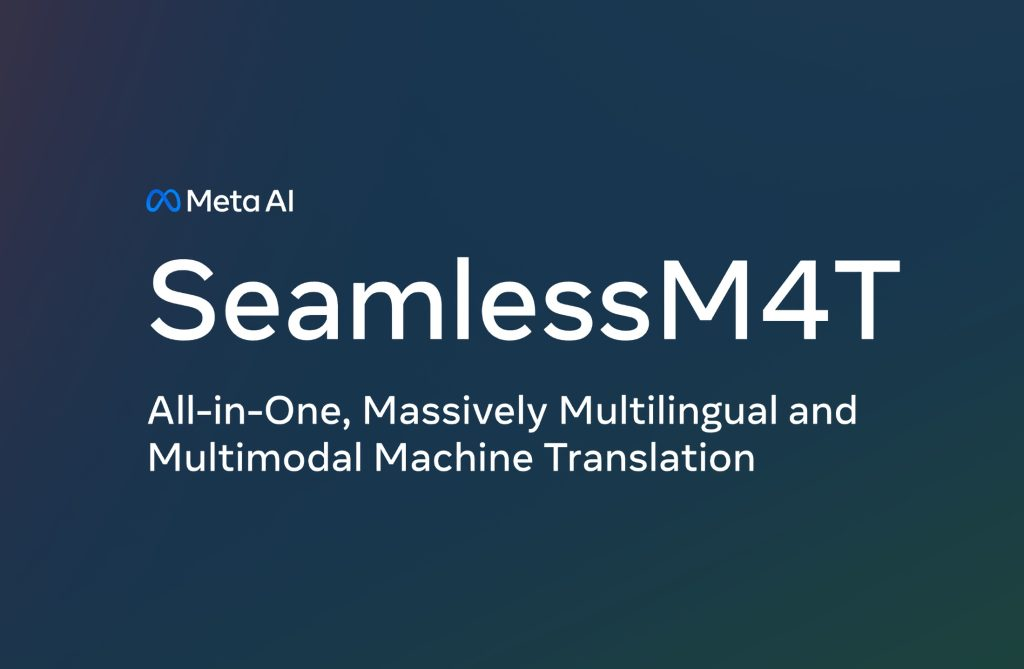 Meta AI
SeamlessM4T
All-in-One, Massively Multilingual and
Multimodal Machine Translation